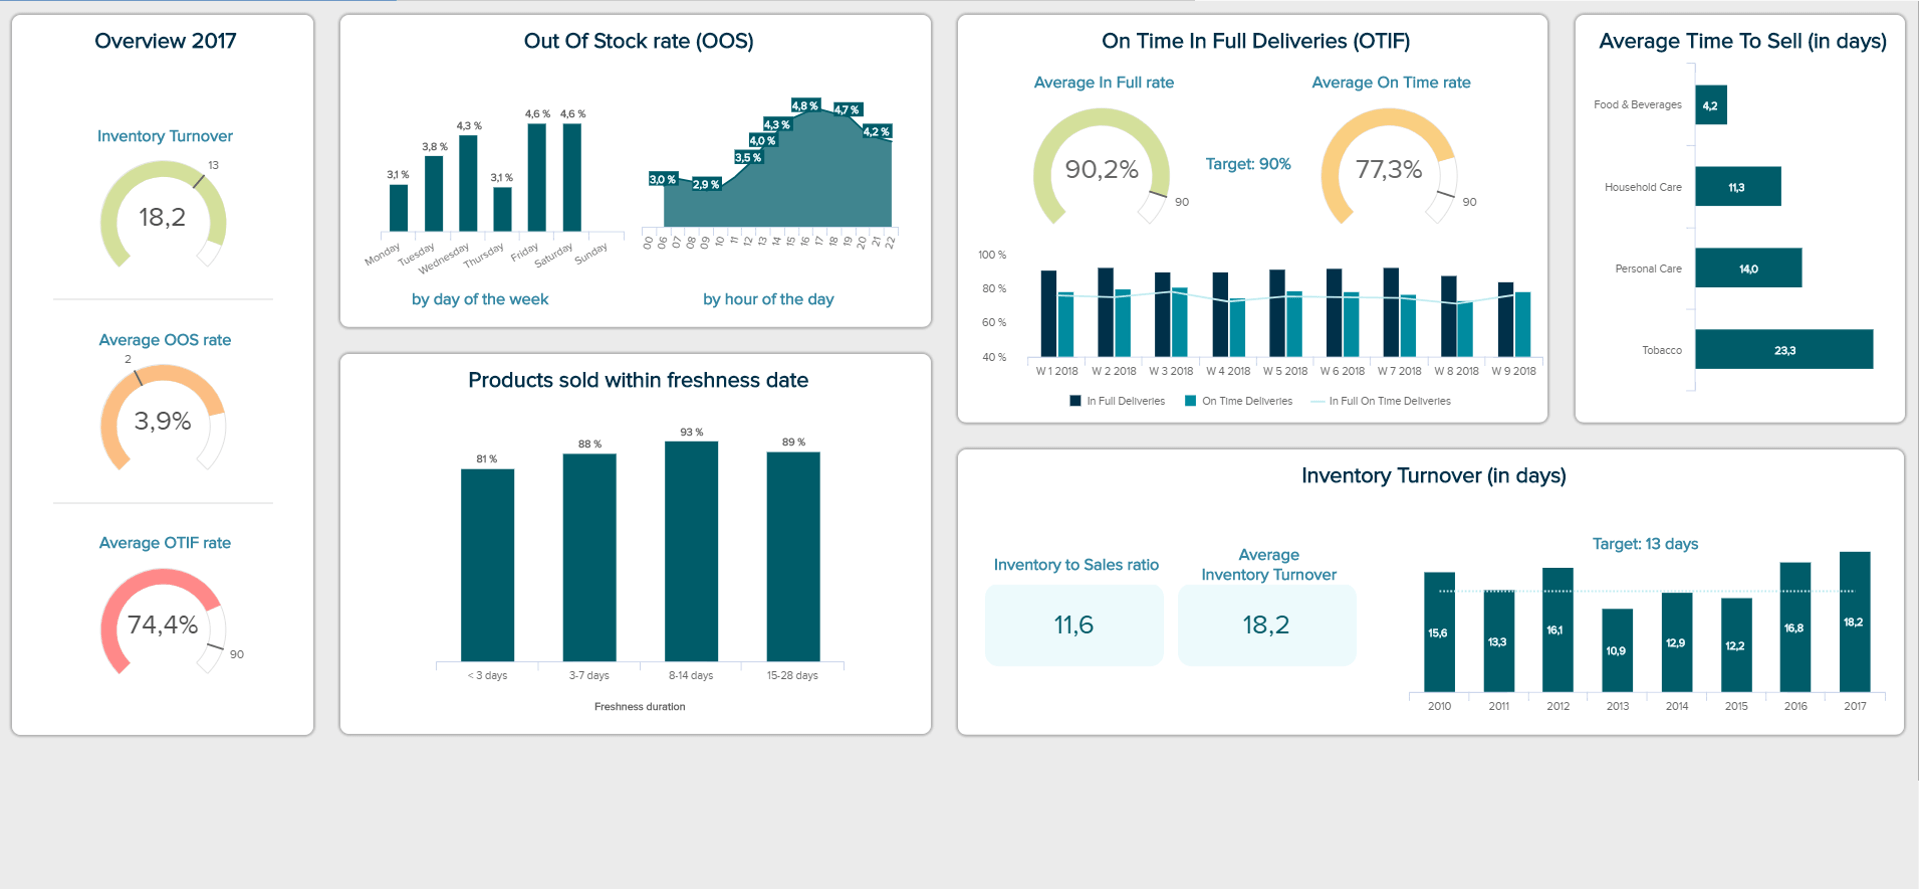 Overview 2017
Inventory Turnover
13
18,2
Average OOS rate
2
3,9%
Average OTIF rate
74,4%
90
Out Of Stock rate (OOS)
3,1 %
3,8 %
4,3 %
3,1 %
4,6 %
4,6 %
Monday
Tuesday
Wednesday
Thursday
Friday
Saturday
Sunday
by day of the week
3,0 %
2,9 %
3,5 %
4,0 %
4,3 %
4,8 %
4,7 %
4,2 %
00
06
07
08
09
10
11
12
13
14
15
16
17
18
19
20
21
22
by hour of the day
Products sold within freshness date
81 %
88 %
93 %
89 %
< 3 days
3-7 days
8-14 days
15-28 days
Freshness duration
On Time In Full Deliveries (OTIF)
Average In Full rate
90,2%
90
Target: 90%
Average On Time rate
77,3%
90
100 %
80 %
60 %
40 %
W 1 2018
W 2 2018
W 3 2018
W 4 2018
W 5 2018
W 6 2018
W 7 2018
W 8 2018
W 9 2018
In Full Deliveries
On Time Deliveries
In Full On Time Deliveries
Average Time To Sell (in days)
Food & Beverages
4,2
Household Care
11,3
Personal Care
14,0
Tobacco
23,3
Inventory Turnover (in days)
Inventory to Sales ratio
11,6
Average
Inventory Turnover
18,2
Target: 13 days
15,6
13,3
16,1
10,9
12,9
12,2
16,8
18,2
2010
2011
2012
2013
2014
2015
2016
2017